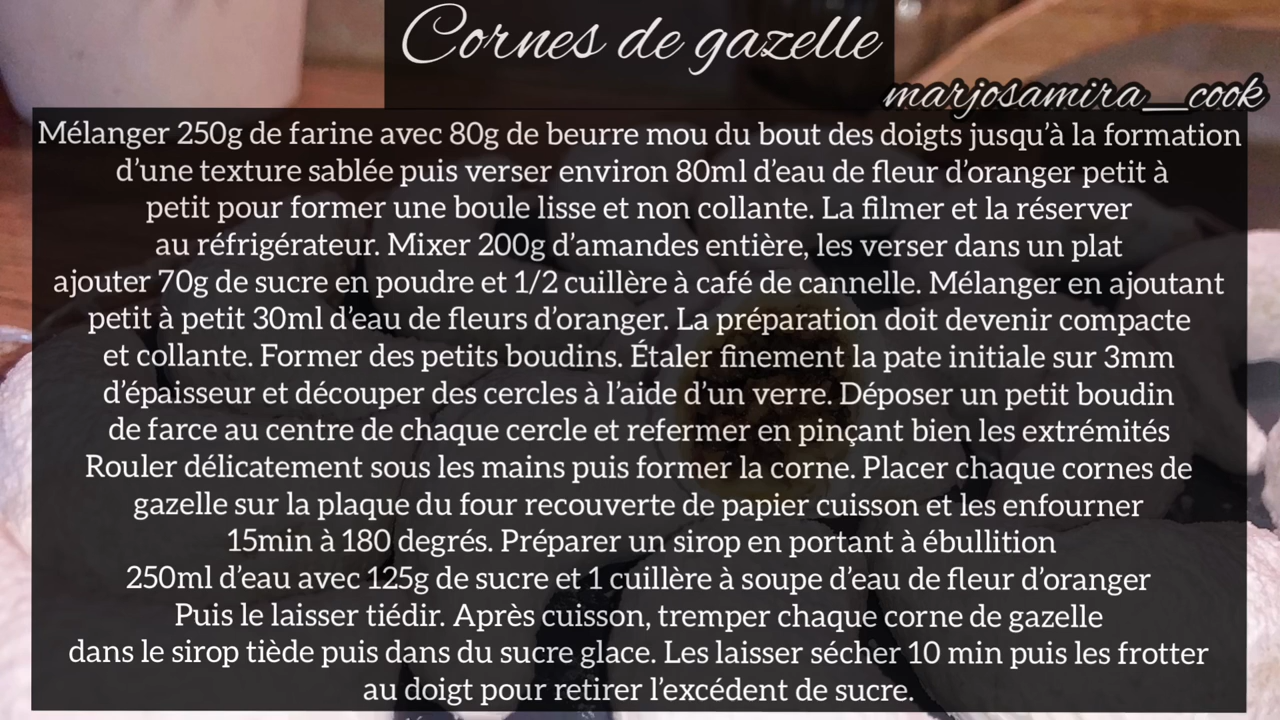 Cornes de gazelle
marjosamira__cook
Mélanger 250g de farine avec 80g de beurre mou du bout des doigts jusqu’à la formation
d’une texture sablée puis verser environ 80ml d’eau de fleur d’oranger petit à
petit pour former une boule lisse et non collante. La filmer et la réserver
au réfrigérateur. Mixer 200g d’amandes entière, les verser dans un plat
ajouter 70g de sucre en poudre et 1/2 cuillère à café de cannelle. Mélanger en ajoutant
petit à petit 30ml d’eau de fleurs d’oranger. La préparation doit devenir compacte
et collante. Former des petits boudins. Étaler finement la pate initiale sur 3mm
d’épaisseur et découper des cercles à l’aide d’un verre. Déposer un petit boudin
de farce au centre de chaque cercle et refermer en pinçant bien les extrémités
Rouler délicatement sous les mains puis former la corne. Placer chaque cornes de
gazelle sur la plaque du four recouverte de papier cuisson et les enfourner
15min à 180 degrés. Préparer un sirop en portant à ébullition
250ml d’eau avec 125g de sucre et 1 cuillère à soupe d’eau de fleur d’oranger
Puis le laisser tiédir. Après cuisson, tremper chaque corne de gazelle
dans le sirop tiède puis dans du sucre glace. Les laisser sécher 10 min puis les frotter
au doigt pour retirer l’excédent de sucre.